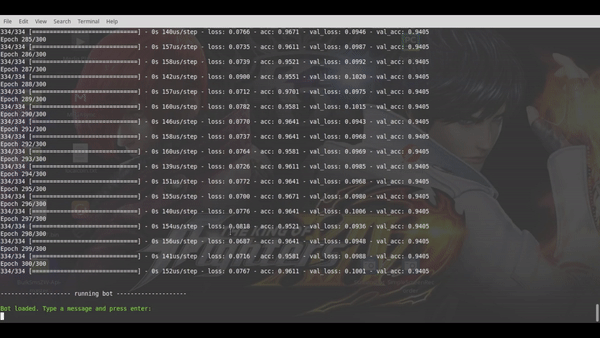 File Edit View Search Terminal Help
334/334 [==============================] - 0s 140us/step - loss: 0.0766 - acc: 0.9671 - val_loss: 0.0946 - val_acc: 0.9405
Epoch 285/300
334/334 [==============================] - 0s 157us/step - loss: 0.0735 - acc: 0.9611 - val_loss: 0.0987 - val_acc: 0.9405
Epoch 286/300
334/334 [==============================] - 0s 158us/step - loss: 0.0739 - acc: 0.9521 - val_loss: 0.0992 - val_acc: 0.9405
Epoch 287/300
334/334 [==============================] - 0s 142us/step - loss: 0.0900 - acc: 0.9551 - val_loss: 0.1020 - val_acc: 0.9405
Epoch 288/300
334/334 [==============================] - 0s 157us/step - loss: 0.0712 - acc: 0.9701 - val_loss: 0.0975 - val_acc: 0.9405
Epoch 289/300
334/334 [==============================] - 0s 160us/step - loss: 0.0782 - acc: 0.9581 - val_loss: 0.1015 - val_acc: 0.9405
Epoch 290/300
334/334 [==============================] - 0s 146us/step - loss: 0.0770 - acc: 0.9641 - val_loss: 0.0943 - val_acc: 0.9405
Epoch 291/300
334/334 [==============================] - 0s 158us/step - loss: 0.0737 - acc: 0.9641 - val_loss: 0.0968 - val_acc: 0.9405
Epoch 292/300
334/334 [==============================] - 0s 160us/step - loss: 0.0764 - acc: 0.9581 - val_loss: 0.0969 - val_acc: 0.9405
Epoch 293/300
334/334 [==============================] - 0s 139us/step - loss: 0.0726 - acc: 0.9611 - val_loss: 0.0985 - val_acc: 0.9405
Epoch 294/300
334/334 [==============================] - 0s 151us/step - loss: 0.0772 - acc: 0.9641 - val_loss: 0.0968 - val_acc: 0.9405
Epoch 295/300
334/334 [==============================] - 0s 155us/step - loss: 0.0700 - acc: 0.9671 - val_loss: 0.0980 - val_acc: 0.9405
Epoch 296/300
334/334 [==============================] - 0s 140us/step - loss: 0.0776 - acc: 0.9641 - val_loss: 0.1006 - val_acc: 0.9405
Epoch 297/300
334/334 [==============================] - 0s 154us/step - loss: 0.0818 - acc: 0.9521 - val_loss: 0.0936 - val_acc: 0.9405
Epoch 298/300
334/334 [==============================] - 0s 156us/step - loss: 0.0687 - acc: 0.9641 - val_loss: 0.0948 - val_acc: 0.9405
Epoch 299/300
334/334 [==============================] - 0s 141us/step - loss: 0.0716 - acc: 0.9581 - val_loss: 0.0988 - val_acc: 0.9405
Epoch 300/300
334/334 [==============================] - 0s 152us/step - loss: 0.0767 - acc: 0.9611 - val_loss: 0.1001 - val_acc: 0.9405
-------------------- running bot --------------------
Bot loaded. Type a message and press enter: